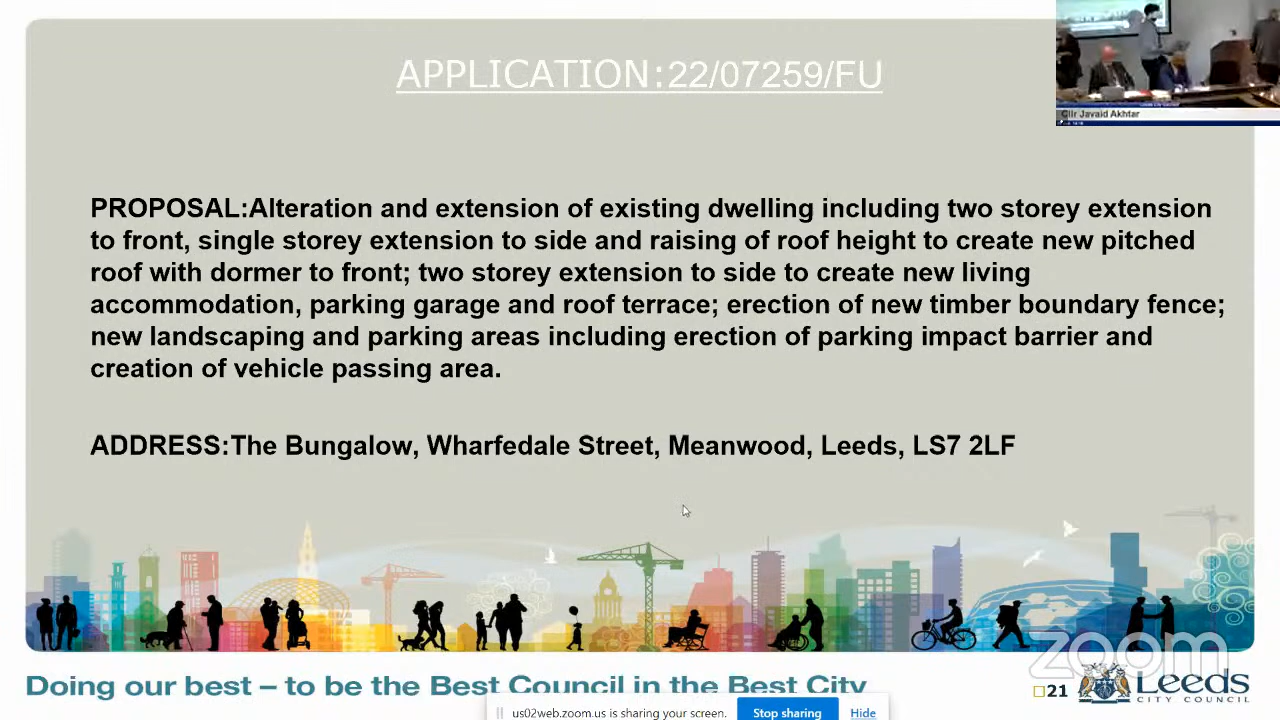 APPLICATION:22/07259/FU
Cllr Javaid Akhtar
PROPOSAL:Alteration and extension of existing dwelling including two storey extension
to front, single storey extension to side and raising of roof height to create new pitched
roof with dormer to front; two storey extension to side to create new living
accommodation, parking garage and roof terrace; erection of new timber boundary fence;
new landscaping and parking areas including erection of parking impact barrier and
creation of vehicle passing area.
ADDRESS:The Bungalow, Wharfedale Street, Meanwood, Leeds, LS7 2LF
zoom
Doing our best – to be the Best Council in the Best City
21
Leeds
CITY COUNCIL
us02web.zoom.us is sharing your screen.
Stop sharing
Hide